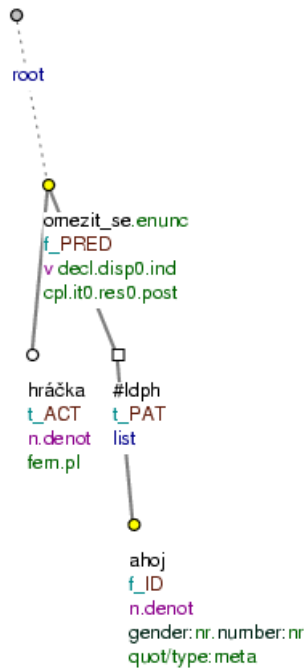 root
omezit_se.enunc
f_PRED
v decl.disp0.ind
cpl.it0.res0.post
hráčka
t_ACT
n.denot
fem.pl
#Idph
t_PAT
list
ahoj
f_ID
n.denot
gender:nr.number:nr
quot/type:meta